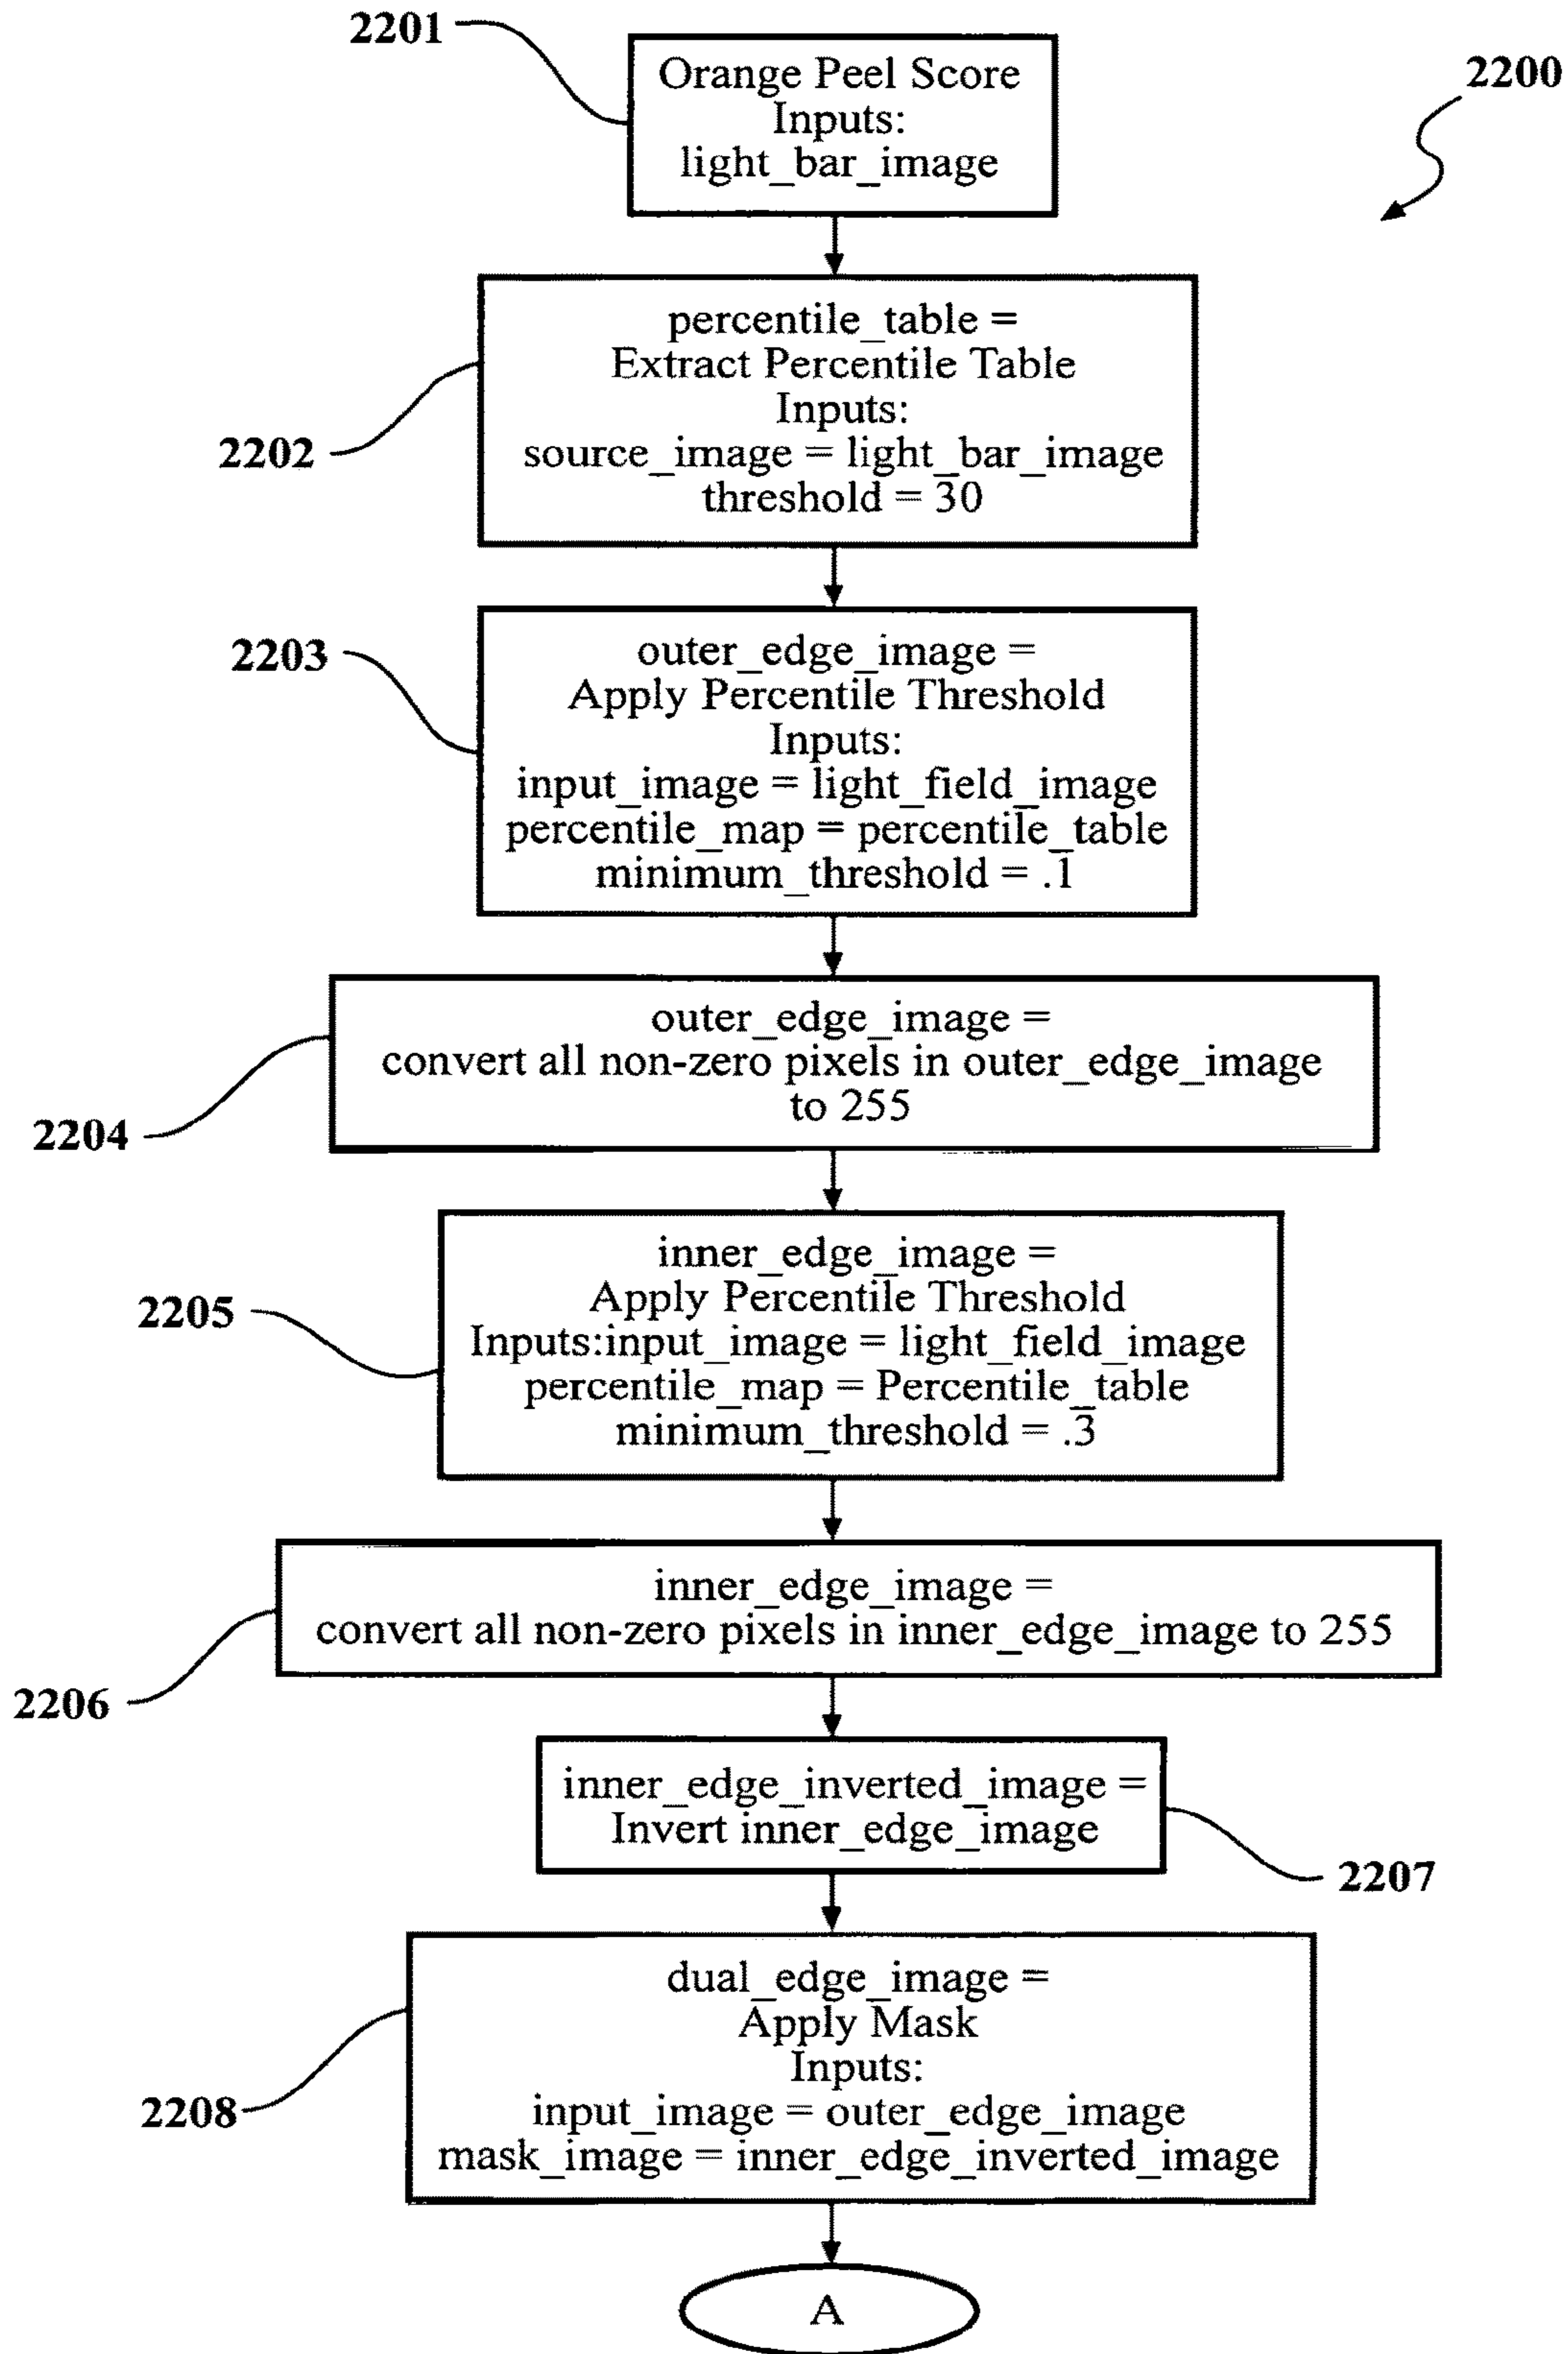 2201
2200
Orange Peel Score
Inputs:
light_bar_image
2202
percentile_table =
Extract Percentile Table
Inputs:
source_image = light_bar_image
threshold = 30
2203
outer_edge_image =
Apply Percentile Threshold
Inputs:
input_image = light_field_image
percentile_map = percentile_table
minimum_threshold = .1
2204
outer_edge_image =
convert all non-zero pixels in outer_edge_image
to 255
2205
inner_edge_image =
Apply Percentile Threshold
Inputs:input_image = light_field_image
percentile_map = Percentile_table
minimum_threshold = .3
2206
inner_edge_image =
convert all non-zero pixels in inner_edge_image to 255
inner_edge_inverted_image =
Invert inner_edge_image
2207
2208
dual_edge_image =
Apply Mask
Inputs:
input_image = outer_edge_image
mask_image = inner_edge_inverted_image
A